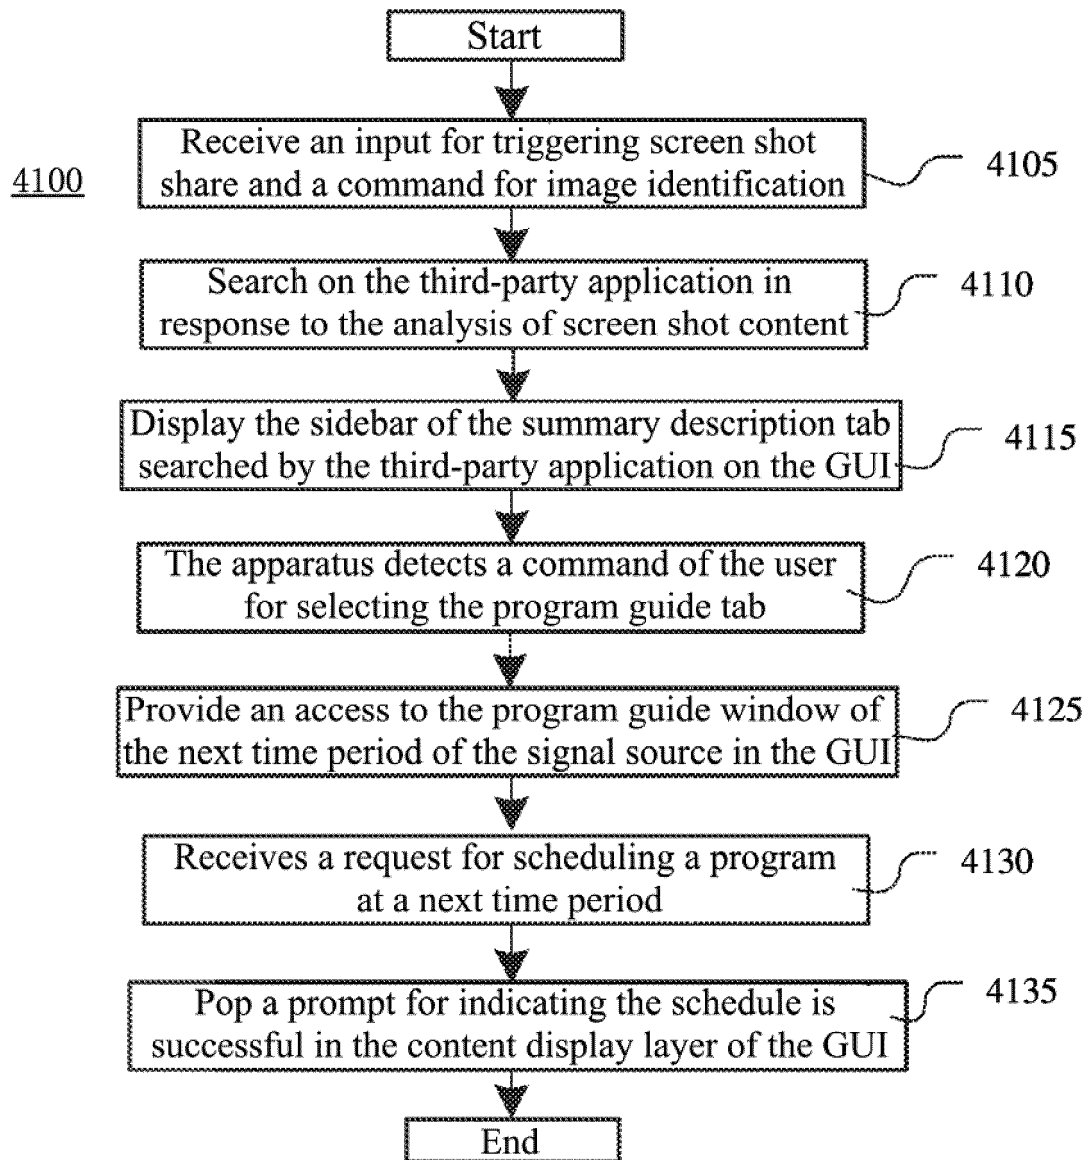 Start
4100
Receive an input for triggering screen shot
share and a command for image identification
4105
Search on the third-party application in
response to the analysis of screen shot content
4110
Display the sidebar of the summary description tab
searched by the third-party application on the GUI
4115
The apparatus detects a command of the user
for selecting the program guide tab
4120
Provide an access to the program guide window of
the next time period of the signal source in the GUI
4125
Receives a request for scheduling a program
at a next time period
4130
Pop a prompt for indicating the schedule is
successful in the content display layer of the GUI
4135
End